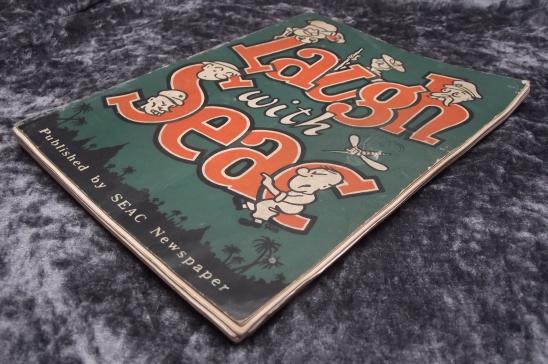 Laugh
with
Seac
Published by SEAC Newspaper